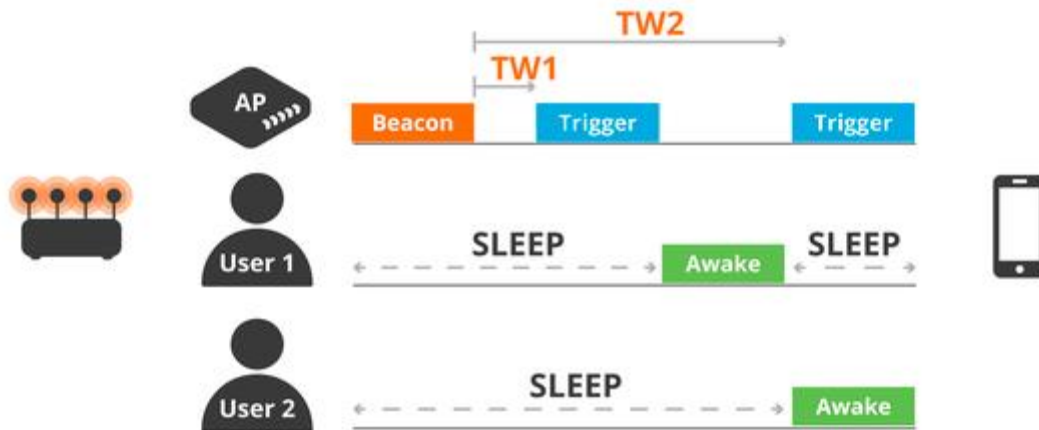 TW2
TW1
AP
Beacon Trigger Trigger
SLEEP SLEEP
User 1 Awake
SLEEP
User 2 Awake